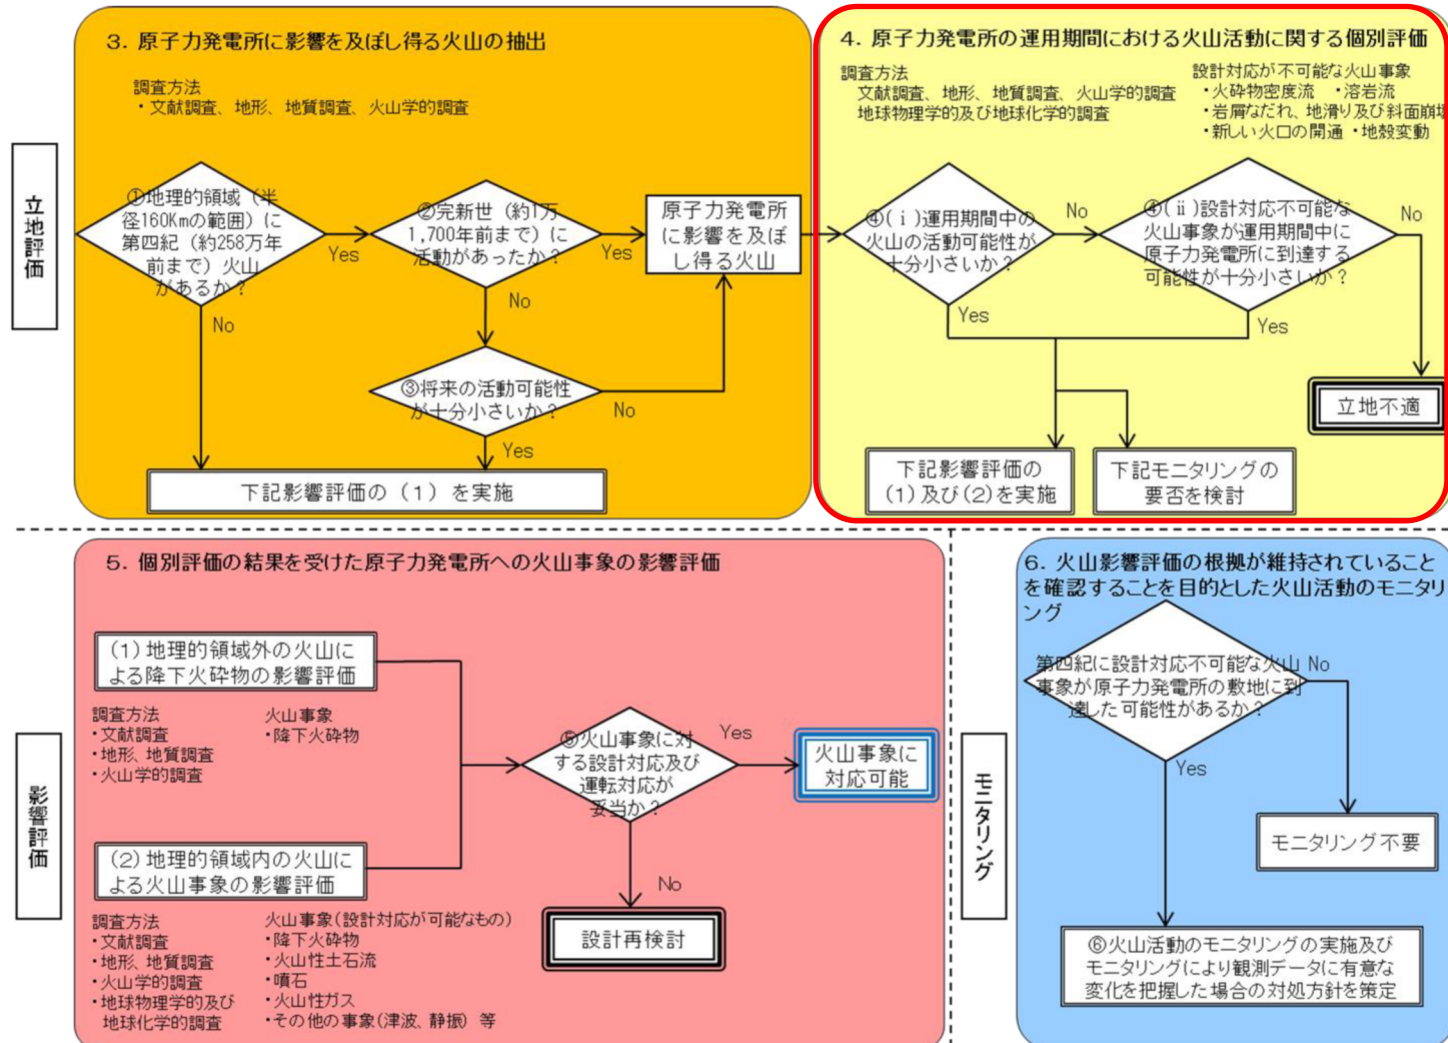 3．原子力発電所に影響を及ぼし得る火山の抽出
調査方法
・文献調査、地形、地質調査、火山学的調査
立地評価
①地理的領域（半
径160Kmの範囲）に
第四紀（約258万年
前まで）火山
があるか？
Yes
No
②完新世（約1万
1,700年前まで）に
活動があったか？
Yes
No
原子力発電所
に影響を及ぼ
し得る火山
③将来の活動可能性
が十分小さいか？
No
Yes
下記影響評価の（1）を実施
4．原子力発電所の運用期間における火山活動に関する個別評価
調査方法
文献調査、地形、地質調査、火山学的調査
地球物理学的及び地球化学的調査
設計対応が不可能な火山事象
・火砕物密度流　・溶岩流
・岩屑なだれ、地滑り及び斜面崩壊
・新しい火口の開通　・地殻変動
④(ⅰ)運用期間中の
火山の活動可能性が
十分小さいか？
No
Yes
④(ⅱ)設計対応不可能な
火山事象が運用期間中に
原子力発電所に到達する
可能性が十分小さいか？
No
Yes
立地不適
下記影響評価の
(1)及び(2)を実施
下記モニタリングの
要否を検討
5．個別評価の結果を受けた原子力発電所への火山事象の影響評価
影響評価
(1)地理的領域外の火山に
よる降下火砕物の影響評価
調査方法
・文献調査
・地形、地質調査
・火山学的調査
火山事象
・降下火砕物
⑤火山事象に対
する設計対応及び
運転対応が
妥当か？
Yes
No
火山事象に
対応可能
設計再検討
(2)地理的領域内の火山に
よる火山事象の影響評価
調査方法
・文献調査
・地形、地質調査
・火山学的調査
・地球物理学的及び
地球化学的調査
火山事象(設計対応が可能なもの)
・降下火砕物
・火山性土石流
・噴石
・火山性ガス
・その他の事象(津波、静振)等
6．火山影響評価の根拠が維持されていること
を確認することを目的とした火山活動のモニタリ
ング
モニタリング
第四紀に設計対応不可能な火山
事象が原子力発電所の敷地に到
達した可能性があるか？
No
Yes
モニタリング不要
⑥火山活動のモニタリングの実施及び
モニタリングにより観測データに有意な
変化を把握した場合の対処方針を策定